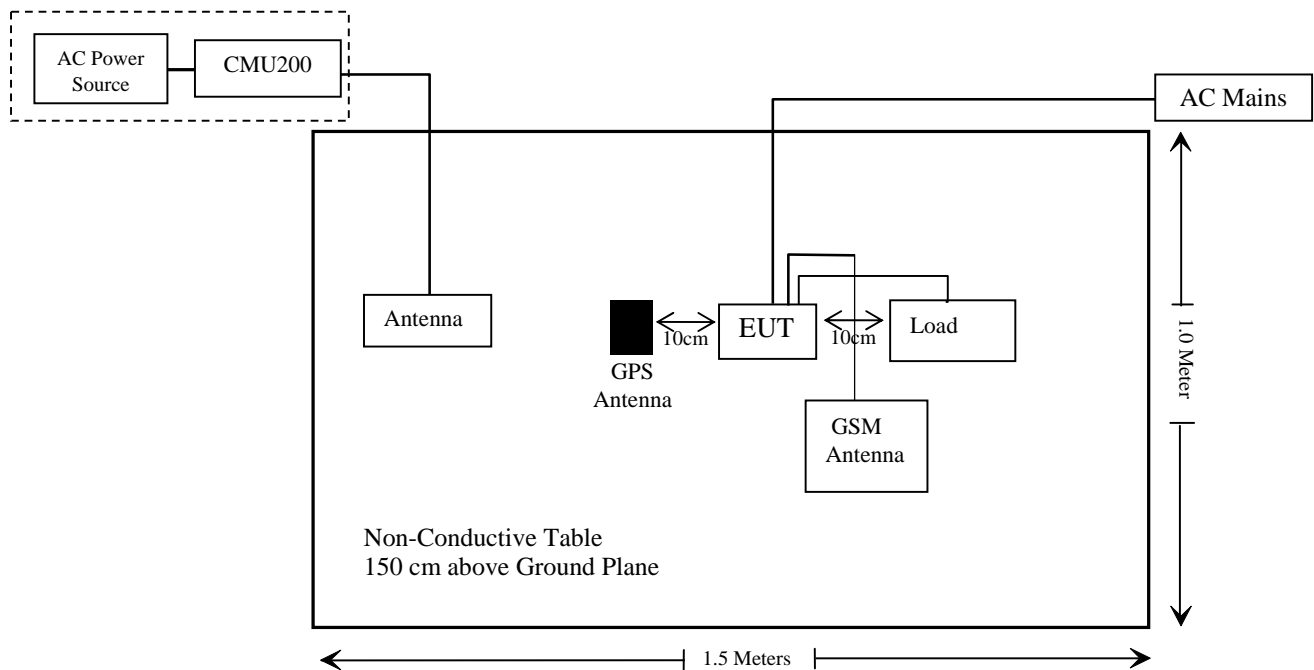 AC Power
Source
CMU200
AC Mains
Antenna
10cm
EUT
10cm
Load
GPS
Antenna
GSM
Antenna
1.0 Meter
Non-Conductive Table
150 cm above Ground Plane
1.5 Meters